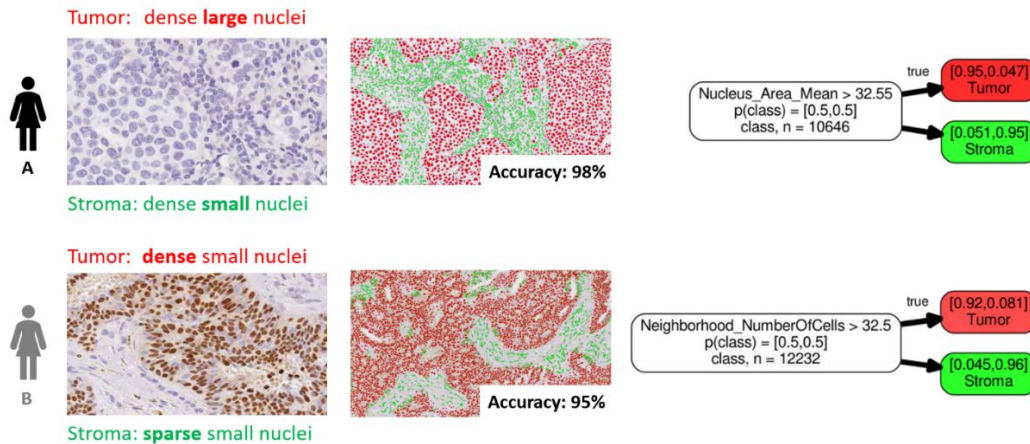 Tumor: dense large nuclei
A
Accuracy: 98%
Stroma: dense small nuclei
Nucleus_Area_Mean > 32.55
p(class) = [0.5,0.5]
class, n = 10646
true
[0.95,0.047]
Tumor
[0.051,0.95]
Stroma
Tumor: dense small nuclei
B
Accuracy: 95%
Stroma: sparse small nuclei
Neighborhood_NumberOfCells > 32.5
p(class) = [0.5,0.5]
class, n = 12232
true
[0.92,0.081]
Tumor
[0.045,0.96]
Stroma